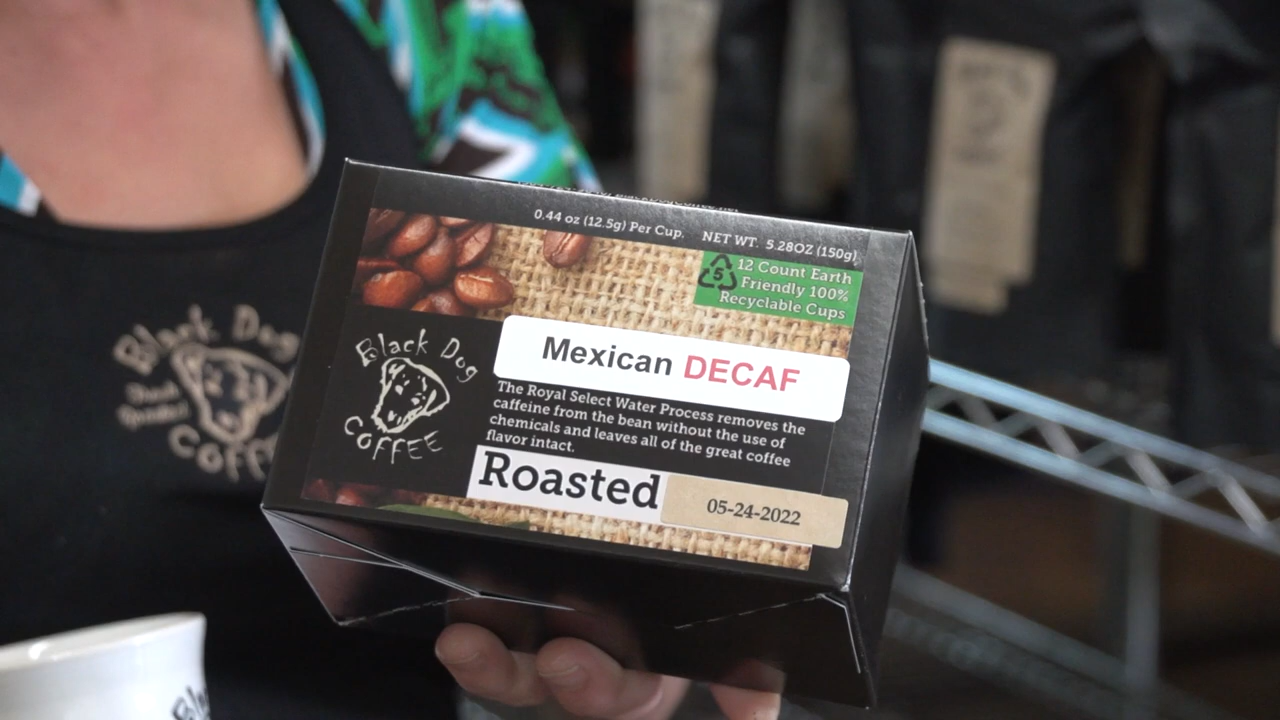 0.44 oz (12.5g) Per Cup. NET WT. 5.28OZ (150g)
5
12 Count Earth
Friendly 100%
Recyclable Cups
Black Dog
COFFEE
Mexican DECAF
The Royal Select Water Process removes the
caffeine from the bean without the use of
chemicals and leaves all of the great coffee
flavor intact.
Roasted
05-24-2022
Black Dog